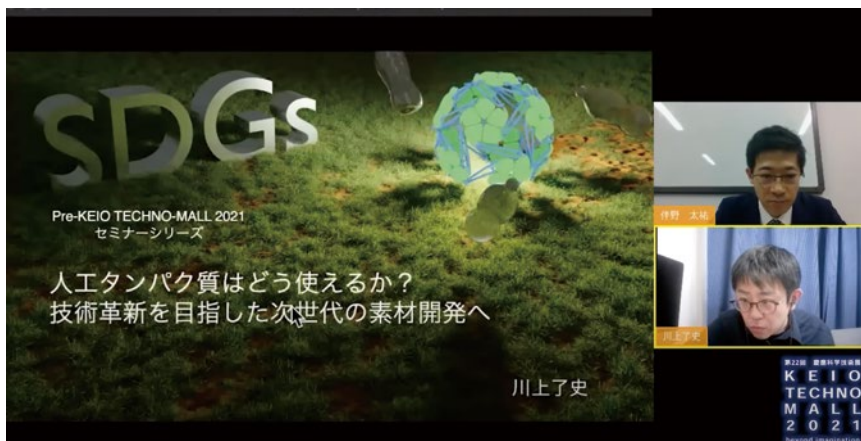 SDGs
Pre-KEIO TECHNO-MALL 2021
セミナーシリーズ
人工タンパク質はどう使えるか？
技術革新を目指した次世代の素材開発へ
川上了史
伴野 太祐
川上了史
第22回 慶應科学技術展
KEIO
TECHNO
MALL
2021
beyond imagination